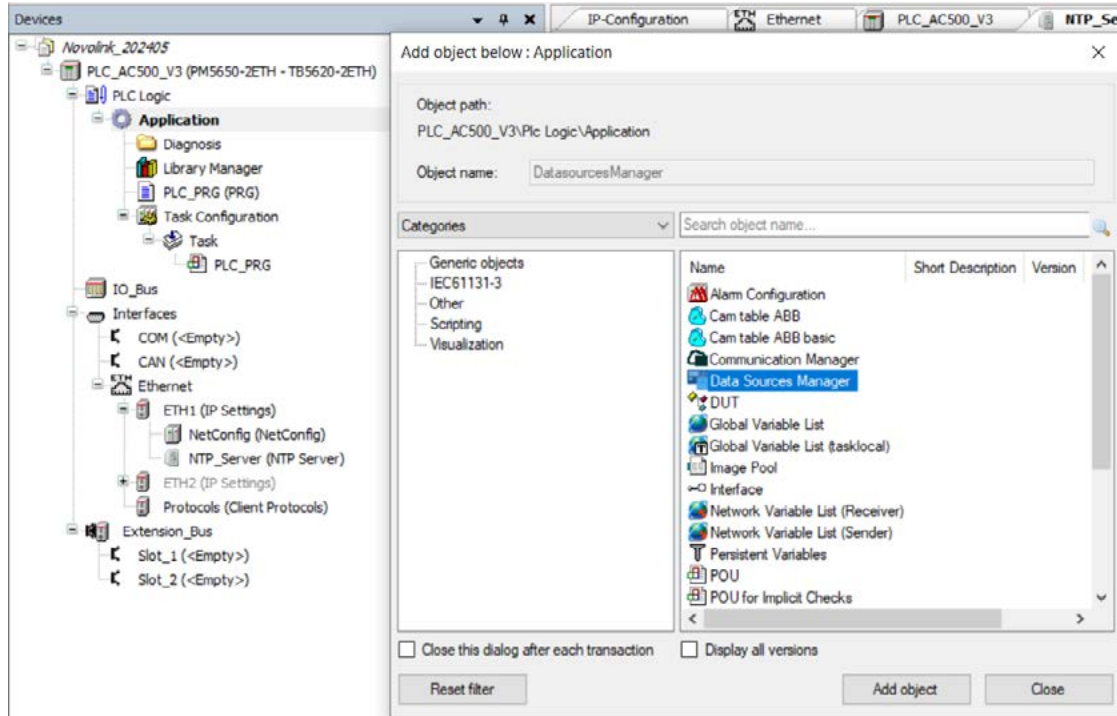 Devices
IP-Configuration
Ethernet
PLC_AC500_V3
NTP_Se
Novolink_202405
PLC_AC500_V3 (PM5650-2ETH - TB5620-2ETH)
PLC Logic
Application
Diagnosis
Library Manager
PLC_PRG (PRG)
Task Configuration
Task
PLC_PRG
IO_Bus
Interfaces
COM (<Empty>)
CAN (<Empty>)
ETH
Ethernet
ETH1 (IP Settings)
NetConfig (NetConfig)
NTP_Server (NTP Server)
ETH2 (IP Settings)
Protocols (Client Protocols)
Extension_Bus
Slot_1 (<Empty>)
Slot_2 (<Empty>)
Add object below : Application
Object path:
PLC_AC500_V3\Plc Logic\Application
Object name: DatasourcesManager
Categories
Search object name...
Generic objects
IEC61131-3
Other
Scripting
Visualization
Name Short Description Version
Alarm Configuration
Cam table ABB
Cam table ABB basic
Communication Manager
Data Sources Manager
DUT
Global Variable List
Global Variable List (tasklocal)
Image Pool
Interface
Network Variable List (Receiver)
Network Variable List (Sender)
Persistent Variables
POU
POU for Implicit Checks
Close this dialog after each transaction
Display all versions
Reset filter
Add object
Close